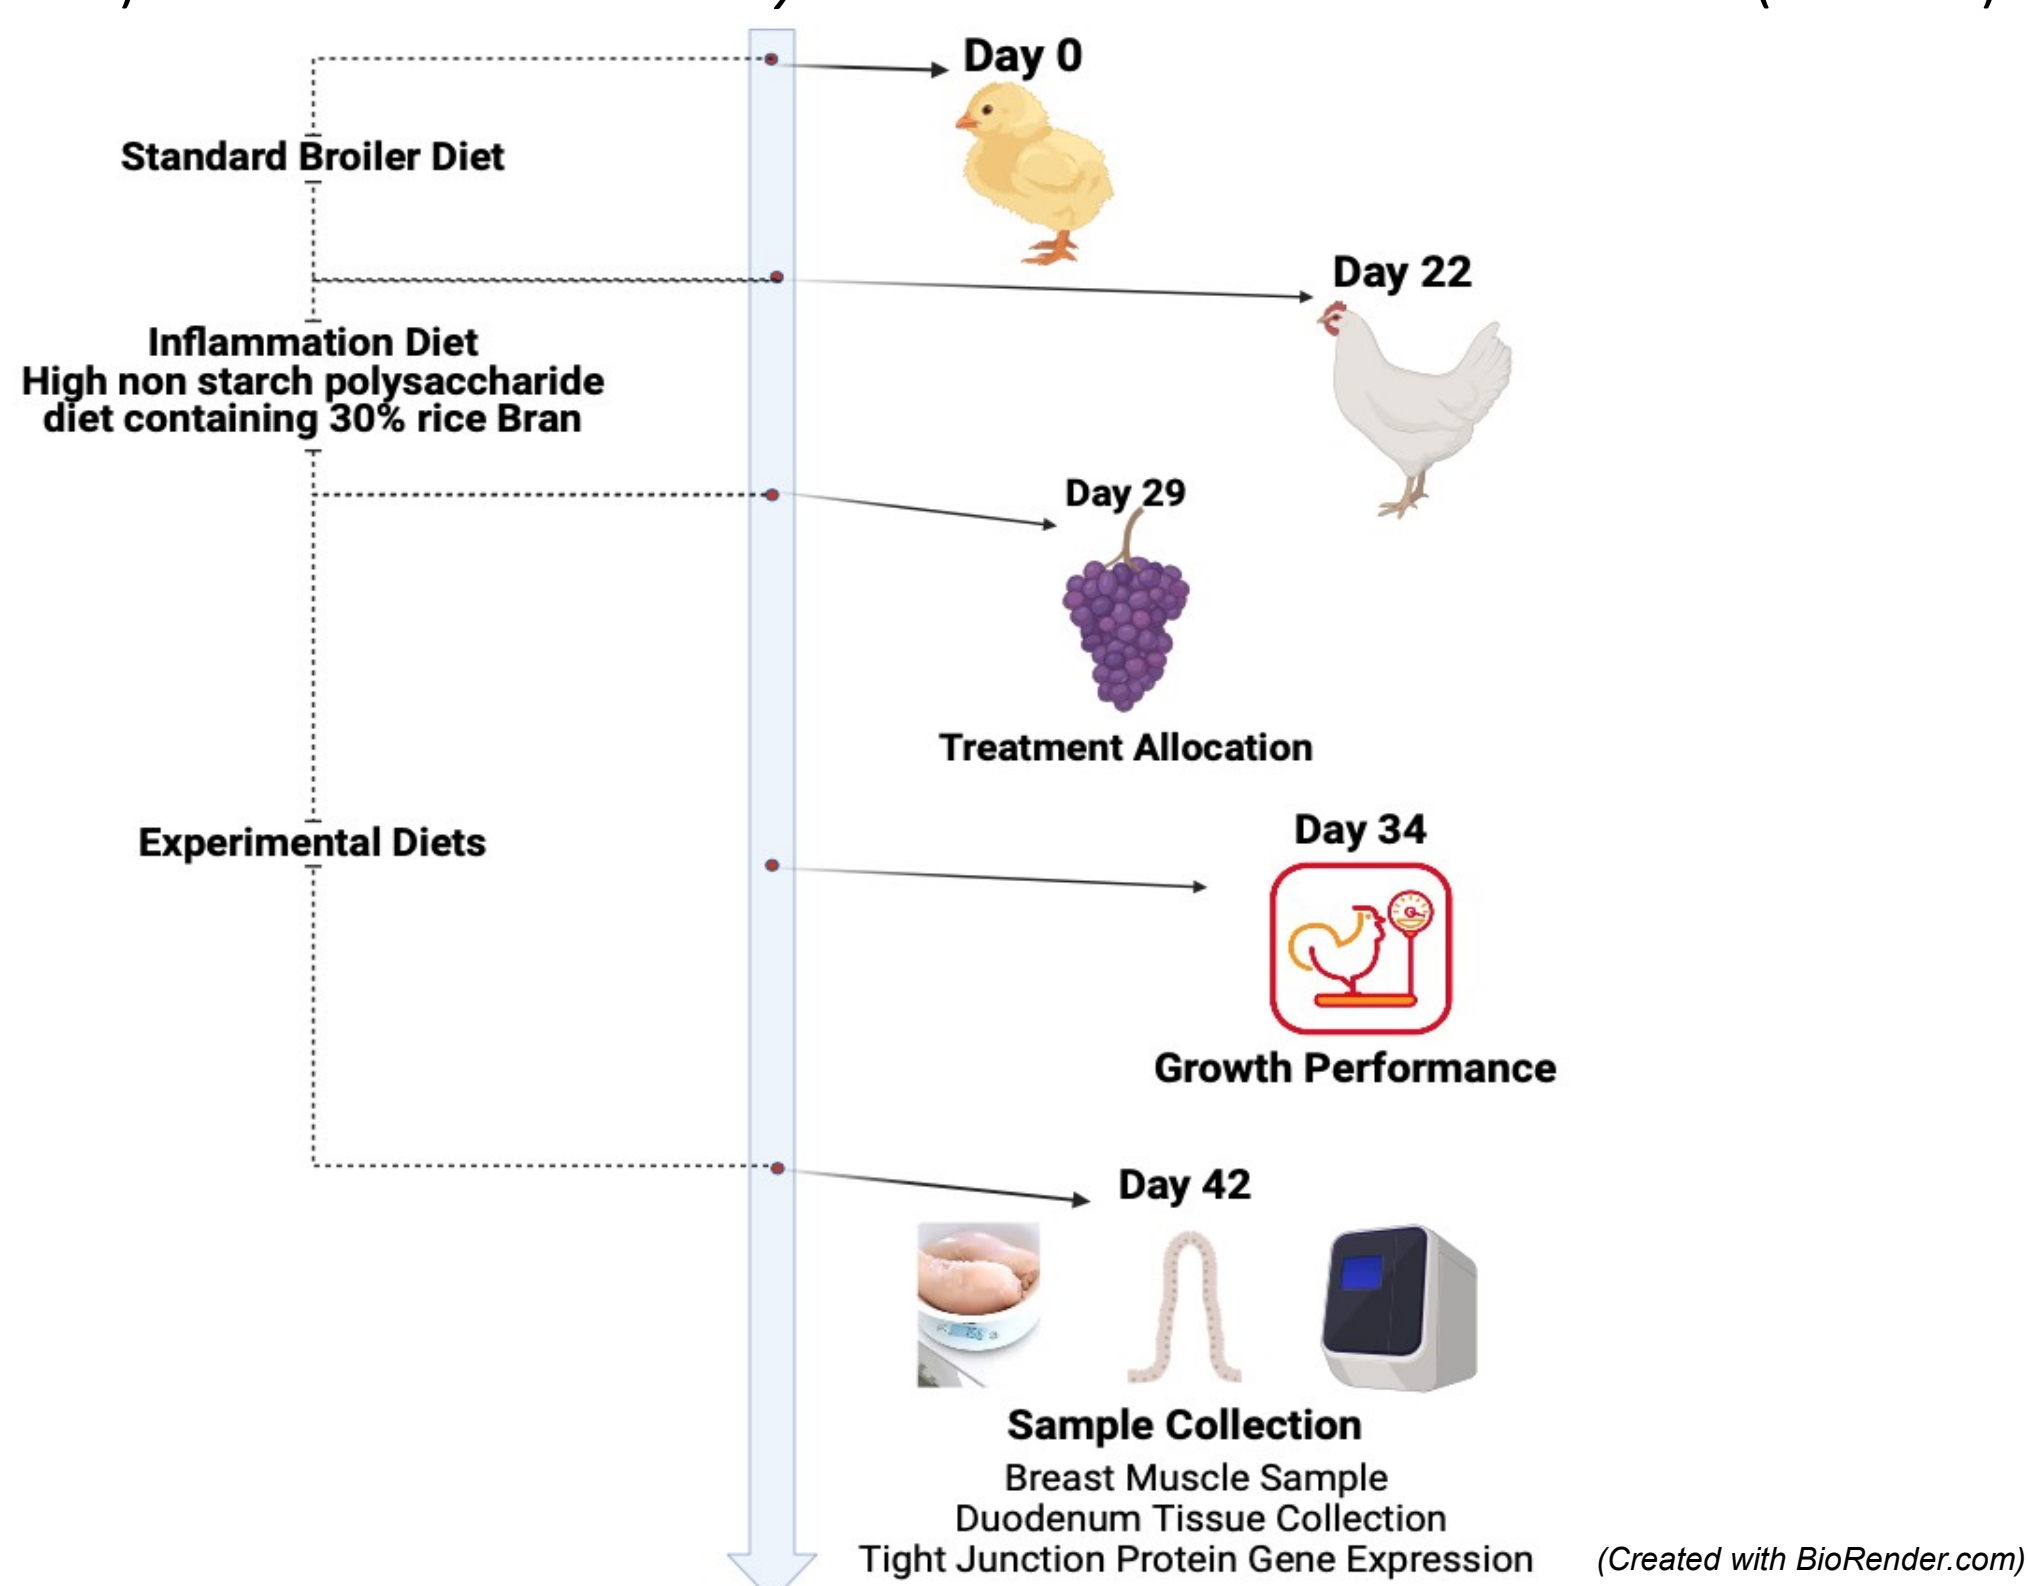 Day 0
Standard Broiler Diet
Day 22
Inflammation Diet
High non starch polysaccharide
diet containing 30% rice Bran
Day 29
Treatment Allocation
Day 34
Experimental Diets
Growth Performance
Day 42
Sample Collection
Breast Muscle Sample
Duodenum Tissue Collection
Tight Junction Protein Gene Expression
(Created with BioRender.com)